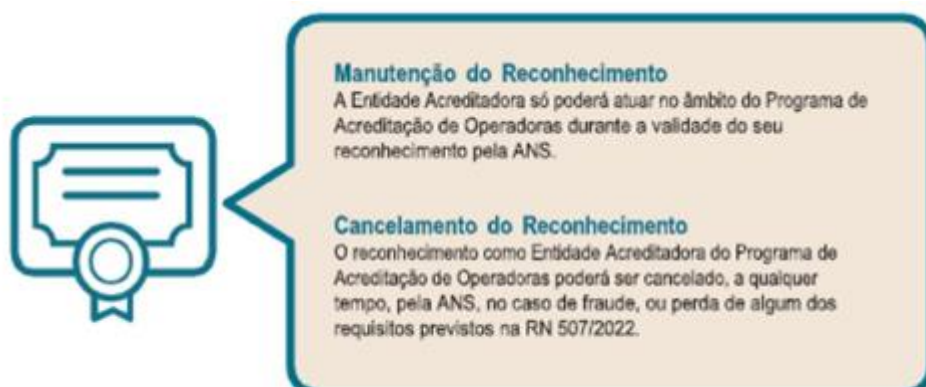 Manutenção do Reconhecimento
A Entidade Acreditadora só poderá atuar no âmbito do Programa de
Acreditação de Operadoras durante a validade do seu
reconhecimento pela ANS.
Cancelamento do Reconhecimento
O reconhecimento como Entidade Acreditadora do Programa de
Acreditação de Operadoras poderá ser cancelado, a qualquer
tempo, pela ANS, no caso de fraude, ou perda de algum dos
requisitos previstos na RN 507/2022.